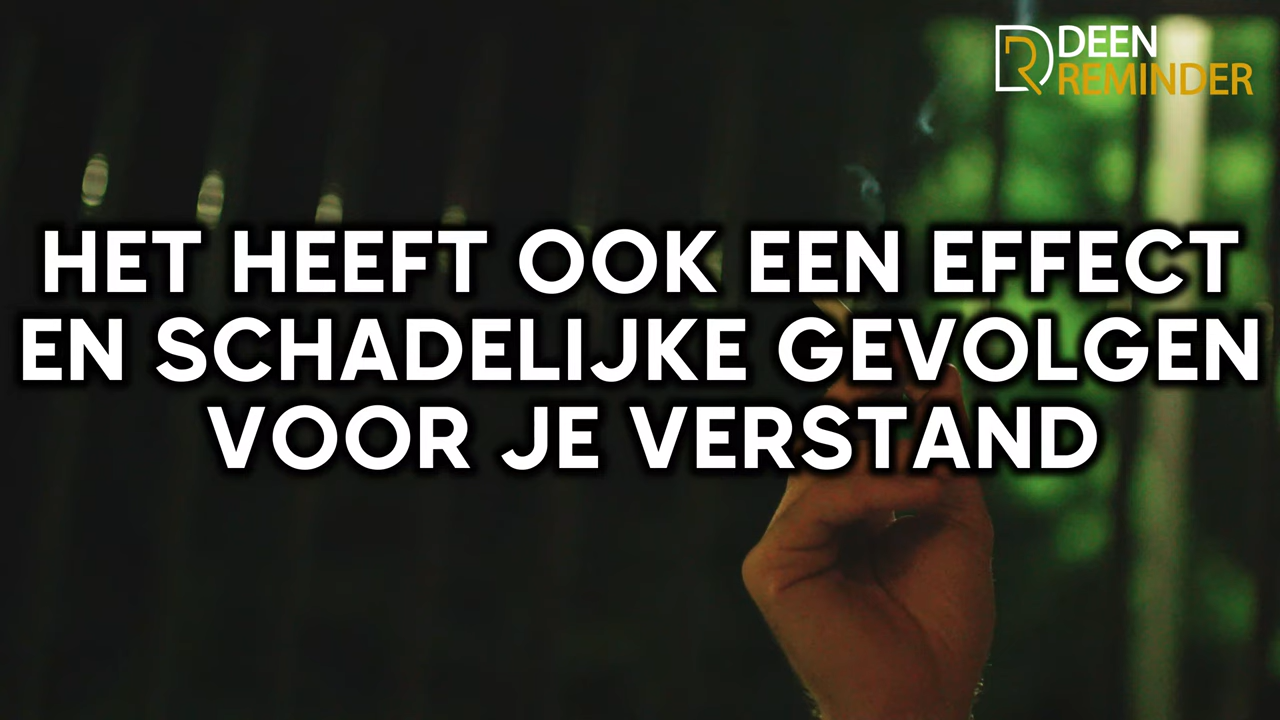 DEEN
REMINDER
HET HEEFT OOK EEN EFFECT
EN SCHADELIJKE GEVOLGEN
VOOR JE VERSTAND